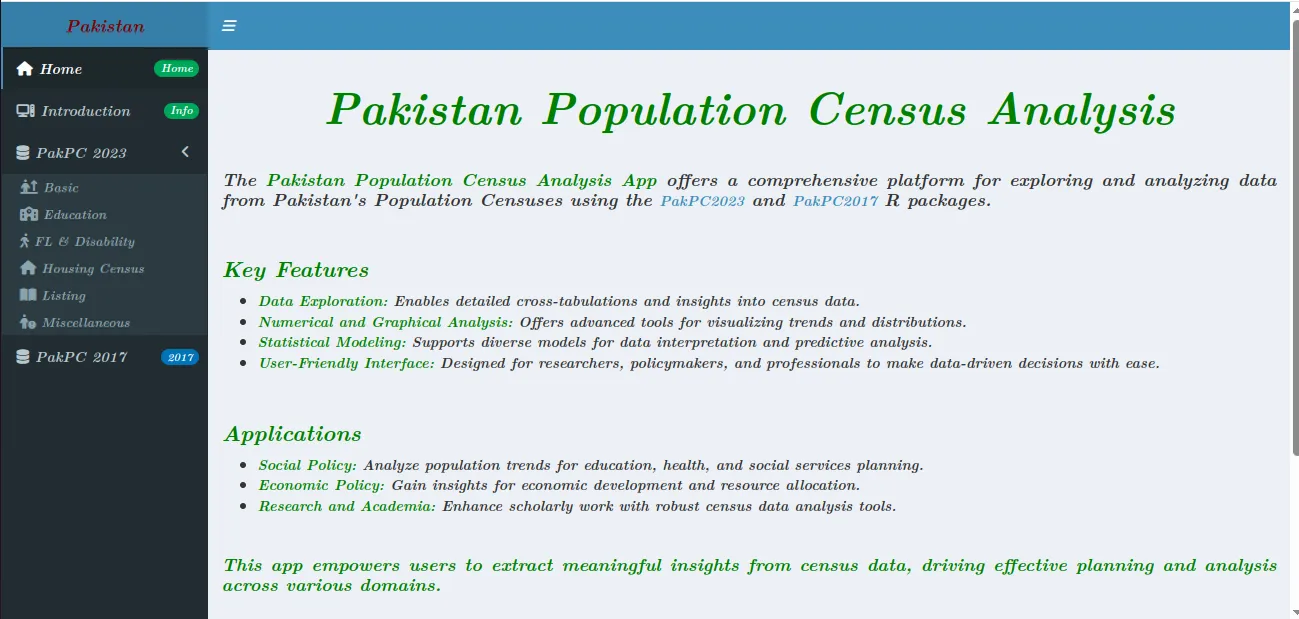 Pakistan
Home Home
Introduction Info
PakPC 2023
Basic
Education
FL & Disability
Housing Census
Listing
Miscellaneous
PakPC 2017 2017
Pakistan Population Census Analysis
The Pakistan Population Census Analysis App offers a comprehensive platform for exploring and analyzing data
from Pakistan's Population Censuses using the PakPC2023 and PakPC2017 R packages.
Key Features
Data Exploration: Enables detailed cross-tabulations and insights into census data.
Numerical and Graphical Analysis: Offers advanced tools for visualizing trends and distributions.
Statistical Modeling: Supports diverse models for data interpretation and predictive analysis.
User-Friendly Interface: Designed for researchers, policymakers, and professionals to make data-driven decisions with ease.
Applications
Social Policy: Analyze population trends for education, health, and social services planning.
Economic Policy: Gain insights for economic development and resource allocation.
Research and Academia: Enhance scholarly work with robust census data analysis tools.
This app empowers users to extract meaningful insights from census data, driving effective planning and analysis
across various domains.